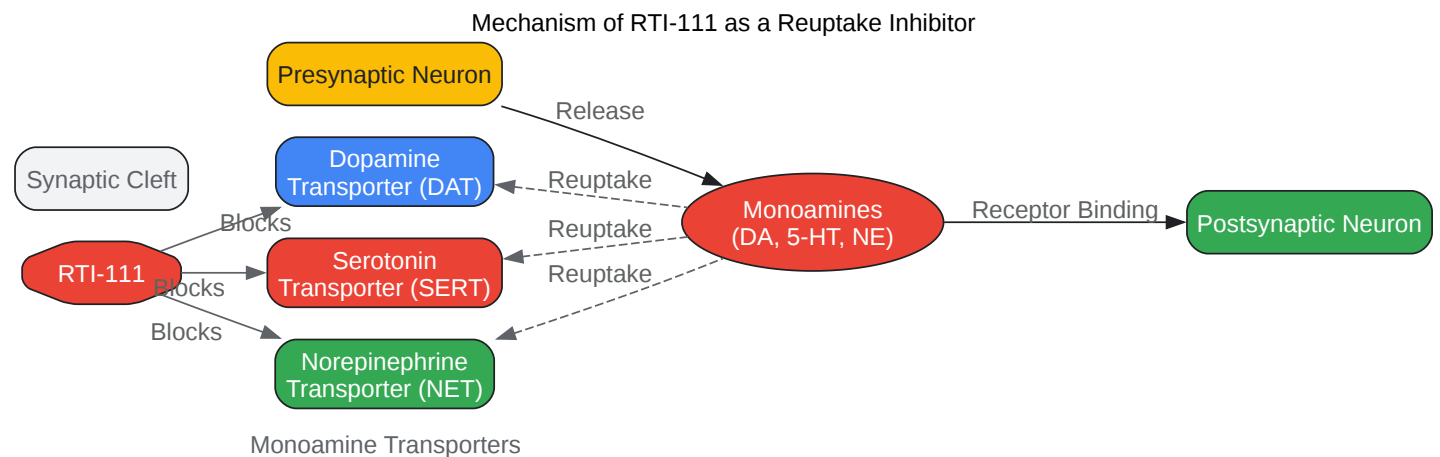 Mechanism of RTI-111 as a Reuptake Inhibitor
Presynaptic Neuron
Release
Synaptic Cleft
Dopamine
Transporter (DAT)
Reuptake
Blocks
Monoamines
(DA, 5-HT, NE)
Receptor Binding
Postsynaptic Neuron
RTI-111
Blocks
Serotonin
Transporter (SERT)
Reuptake
Reuptake
Blocks
Norepinephrine
Transporter (NET)
Monoamine Transporters